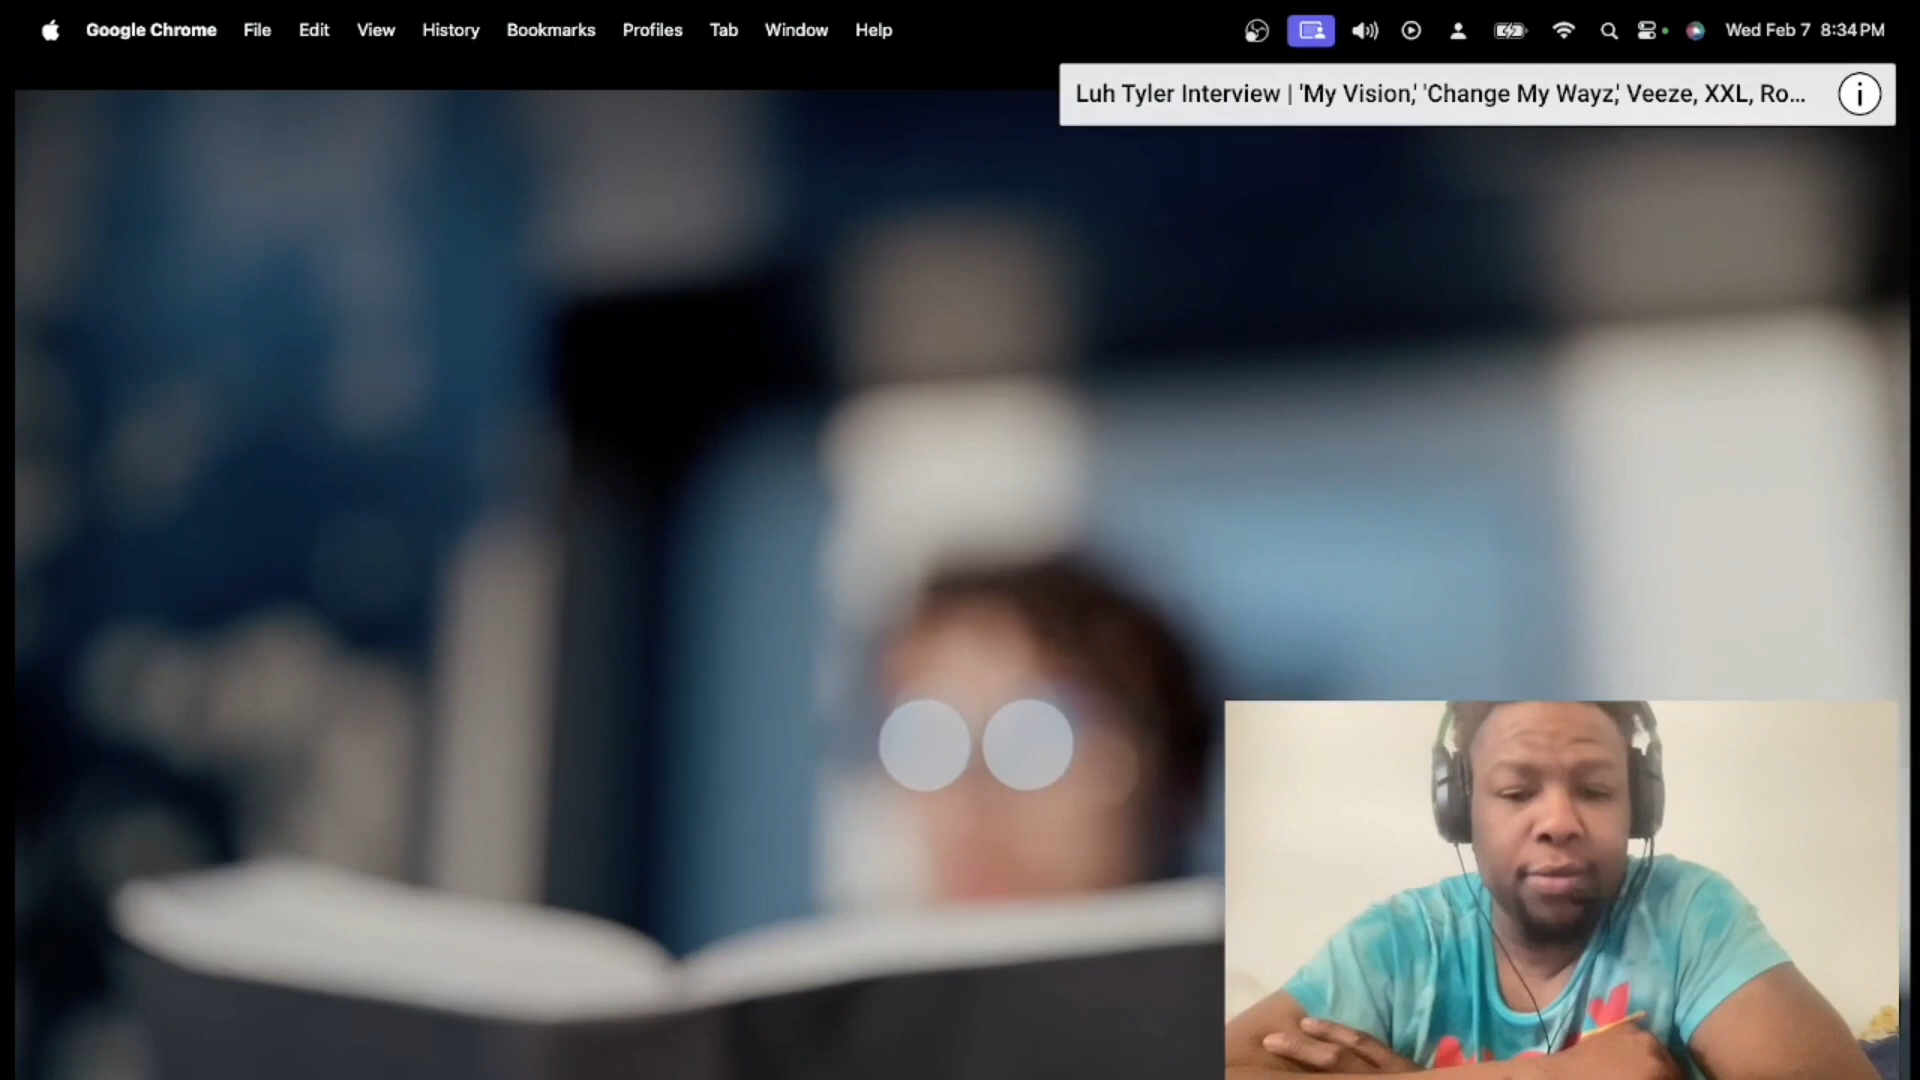 Google Chrome File Edit View History Bookmarks Profiles Tab Window Help Wed Feb 7 8:34 PM
Luh Tyler Interview | 'My Vision,' 'Change My Wayz,' Veeze, XXL, Ro...